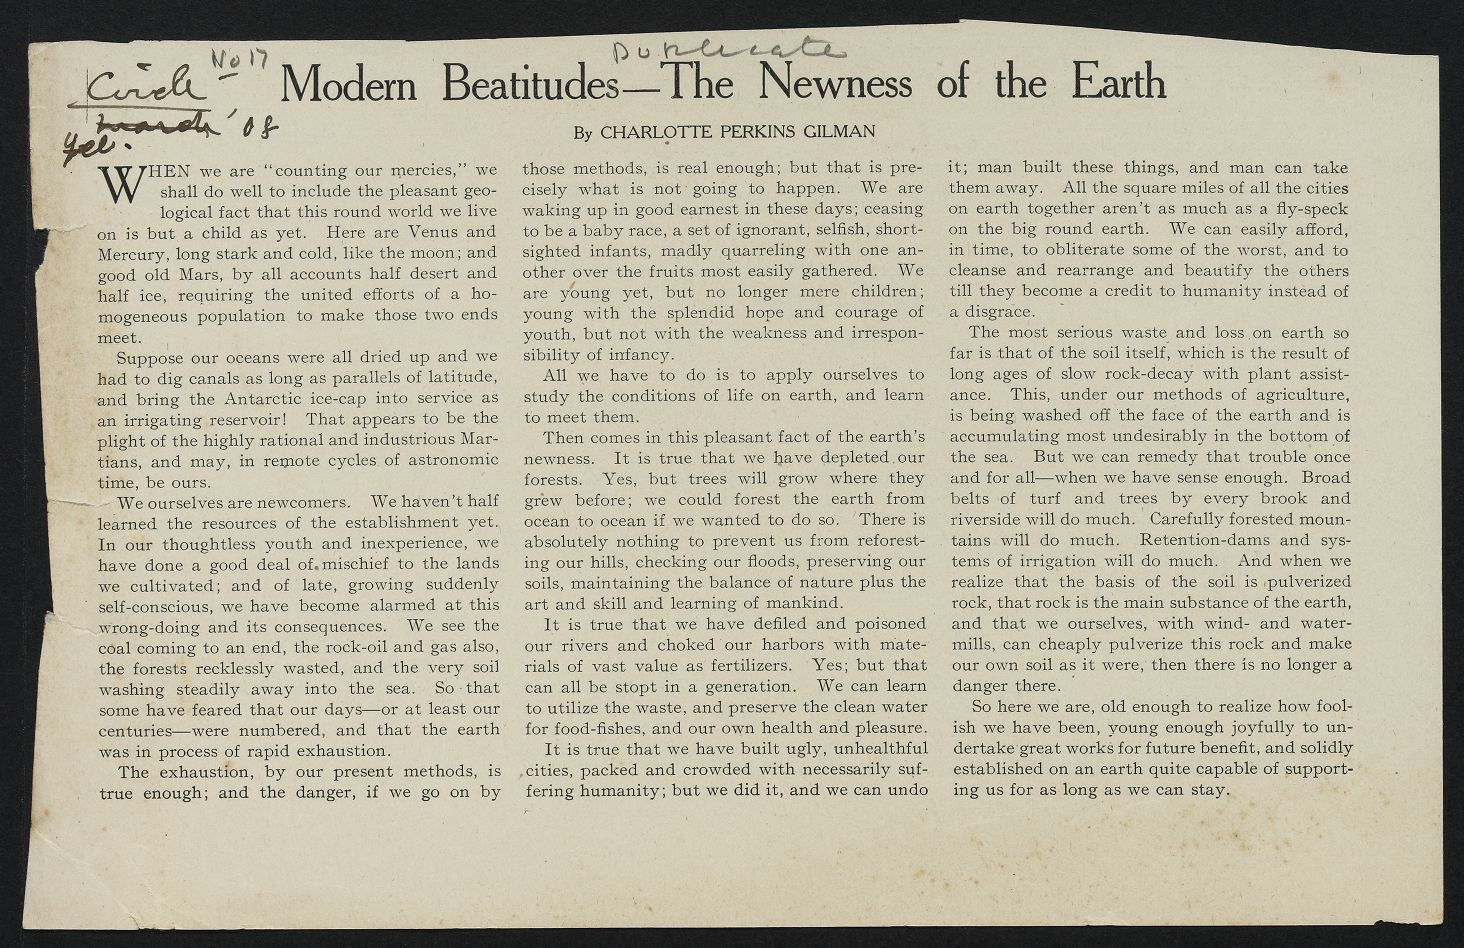 No 17
Duplicate
Circle
March '08
Feb.
Modern Beatitudes—The Newness of the Earth
By CHARLOTTE PERKINS GILMAN
WHEN we are "counting our mercies," we
shall do well to include the pleasant geo-
logical fact that this round world we live
on is but a child as yet. Here are Venus and
Mercury, long stark and cold, like the moon; and
good old Mars, by all accounts half desert and
half ice, requiring the united efforts of a ho-
mogeneous population to make those two ends
meet.
Suppose our oceans were all dried up and we
had to dig canals as long as parallels of latitude,
and bring the Antarctic ice-cap into service as
an irrigating reservoir! That appears to be the
plight of the highly rational and industrious Mar-
tians, and may, in remote cycles of astronomic
time, be ours.
We ourselves are newcomers. We haven't half
learned the resources of the establishment yet.
In our thoughtless youth and inexperience, we
have done a good deal of mischief to the lands
we cultivated; and of late, growing suddenly
self-conscious, we have become alarmed at this
wrong-doing and its consequences. We see the
coal coming to an end, the rock-oil and gas also,
the forests recklessly wasted, and the very soil
washing steadily away into the sea. So that
some have feared that our days—or at least our
centuries—were numbered, and that the earth
was in process of rapid exhaustion.
The exhaustion, by our present methods, is
true enough; and the danger, if we go on by
those methods, is real enough; but that is pre-
cisely what is not going to happen. We are
waking up in good earnest in these days; ceasing
to be a baby race, a set of ignorant, selfish, short-
sighted infants, madly quarreling with one an-
other over the fruits most easily gathered. We
are young yet, but no longer mere children;
young with the splendid hope and courage of
youth, but not with the weakness and irrespon-
sibility of infancy.
All we have to do is to apply ourselves to
study the conditions of life on earth, and learn
to meet them.
Then comes in this pleasant fact of the earth's
newness. It is true that we have depleted our
forests. Yes, but trees will grow where they
grew before; we could forest the earth from
ocean to ocean if we wanted to do so. There is
absolutely nothing to prevent us from reforest-
ing our hills, checking our floods, preserving our
soils, maintaining the balance of nature plus the
art and skill and learning of mankind.
It is true that we have defiled and poisoned
our rivers and choked our harbors with mate-
rials of vast value as fertilizers. Yes; but that
can all be stopt in a generation. We can learn
to utilize the waste, and preserve the clean water
for food-fishes, and our own health and pleasure.
It is true that we have built ugly, unhealthful
cities, packed and crowded with necessarily suf-
fering humanity; but we did it, and we can undo
it; man built these things, and man can take
them away. All the square miles of all the cities
on earth together aren't as much as a fly-speck
on the big round earth. We can easily afford,
in time, to obliterate some of the worst, and to
cleanse and rearrange and beautify the others
till they become a credit to humanity instead of
a disgrace.
The most serious waste and loss on earth so
far is that of the soil itself, which is the result of
long ages of slow rock-decay with plant assist-
ance. This, under our methods of agriculture,
is being washed off the face of the earth and is
accumulating most undesirably in the bottom of
the sea. But we can remedy that trouble once
and for all—when we have sense enough. Broad
belts of turf and trees by every brook and
riverside will do much. Carefully forested moun-
tains will do much. Retention-dams and sys-
tems of irrigation will do much. And when we
realize that the basis of the soil is pulverized
rock, that rock is the main substance of the earth,
and that we ourselves, with wind- and water-
mills, can cheaply pulverize this rock and make
our own soil as it were, then there is no longer a
danger there.
So here we are, old enough to realize how fool-
ish we have been, young enough joyfully to un-
dertake great works for future benefit, and solidly
established on an earth quite capable of support-
ing us for as long as we can stay.